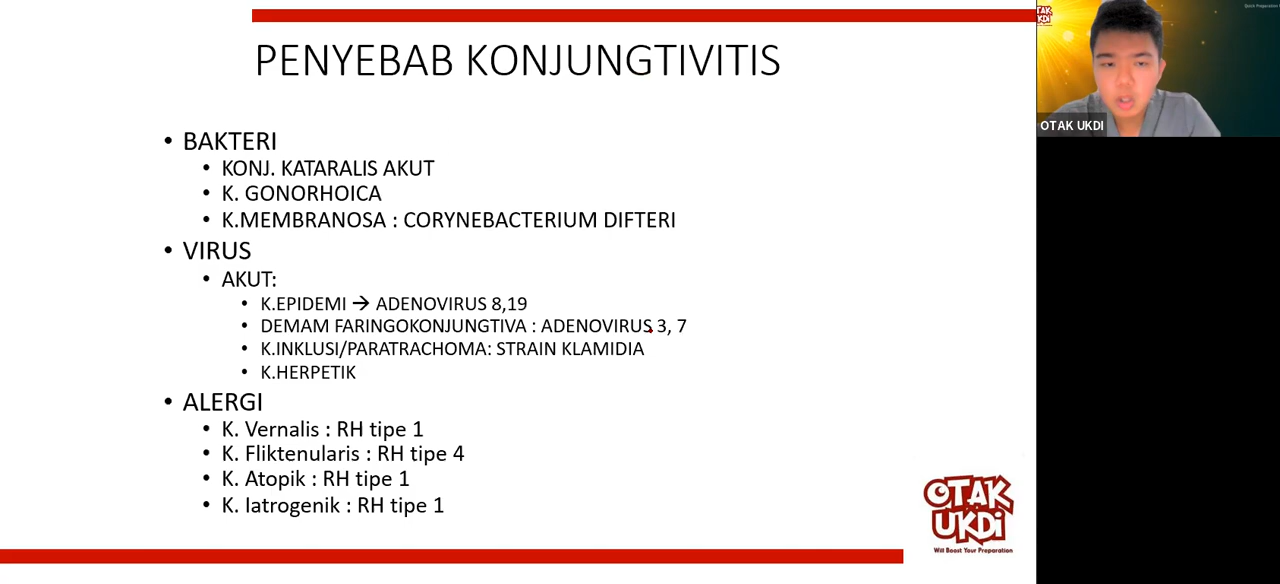 PENYEBAB KONJUNGTIVITIS
• BAKTERI
• KONJ. KATARALIS AKUT
• K. GONORHOICA
• K.MEMBRANOSA : CORYNEBACTERIUM DIFTERI
• VIRUS
• AKUT:
• K.EPIDEMI → ADENOVIRUS 8,19
• DEMAM FARINGOKONJUNGTIVA : ADENOVIRUS 3, 7
• K.INKLUSI/PARATRACHOMA: STRAIN KLAMIDIA
• K.HERPETIK
• ALERGI
• K. Vernalis : RH tipe 1
• K. Fliktenularis : RH tipe 4
• K. Atopik : RH tipe 1
• K. Iatrogenik : RH tipe 1
OTAK
UKDI
Will Boost Your Preparation
OTAK UKDI